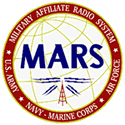 MILITARY AFFILIATE RADIO SYSTEM
MARS
U.S. ARMY
NAVY - MARINE CORPS
AIR FORCE